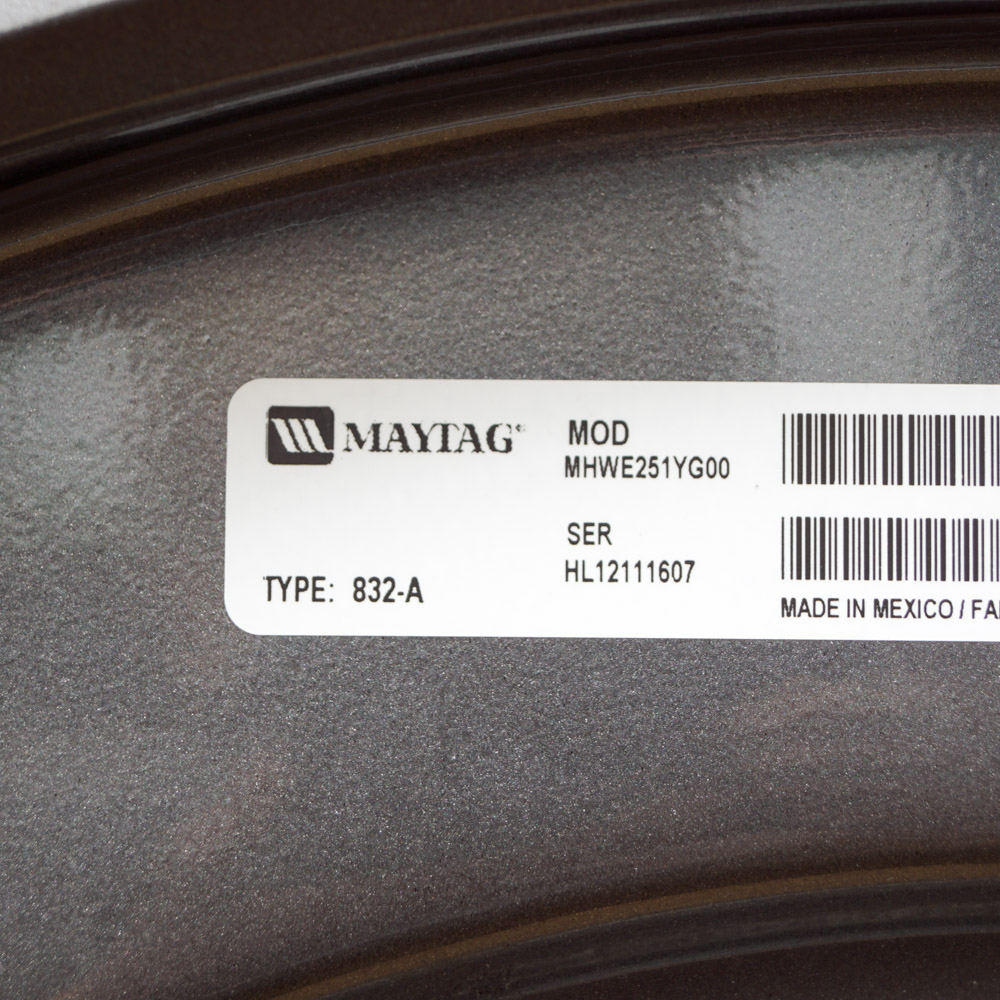 MAYTAG®
MOD
MHWE251YG00
SER
HL12111607
TYPE: 832-A
MADE IN MEXICO /